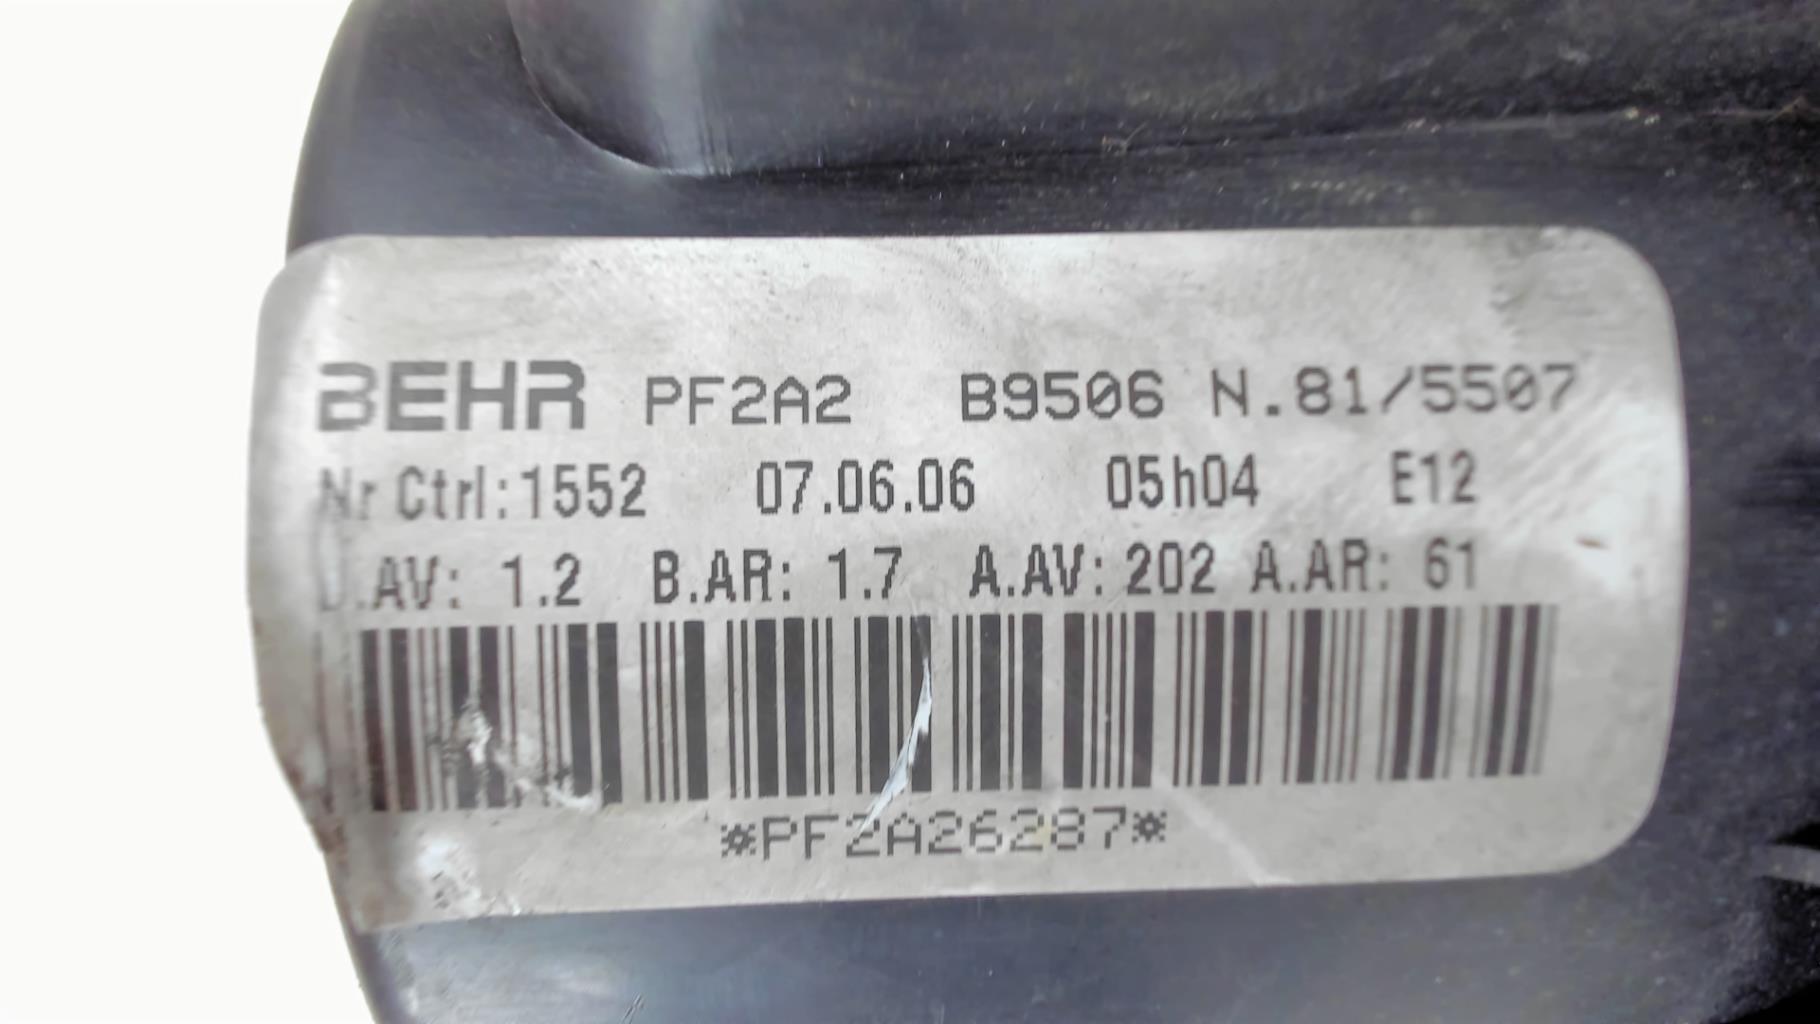 BEHR PF2A2 B9506 N.81/5507
Nr Ctrl:1552 07.06.06 05h04 E12
.AV: 1.2 B.AR: 1.7 A.AV: 202 A.AR: 61
*PF2A26287*